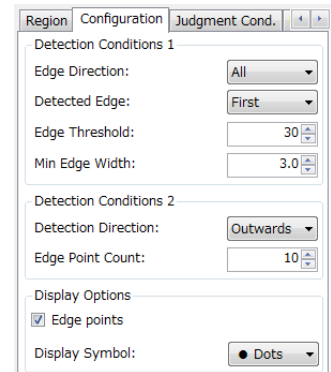 Region Configuration Judgment Cond.
Detection Conditions 1
Edge Direction: All
Detected Edge: First
Edge Threshold: 30
Min Edge Width: 3.0
Detection Conditions 2
Detection Direction: Outwards
Edge Point Count: 10
Display Options
Edge points
Display Symbol: ● Dots